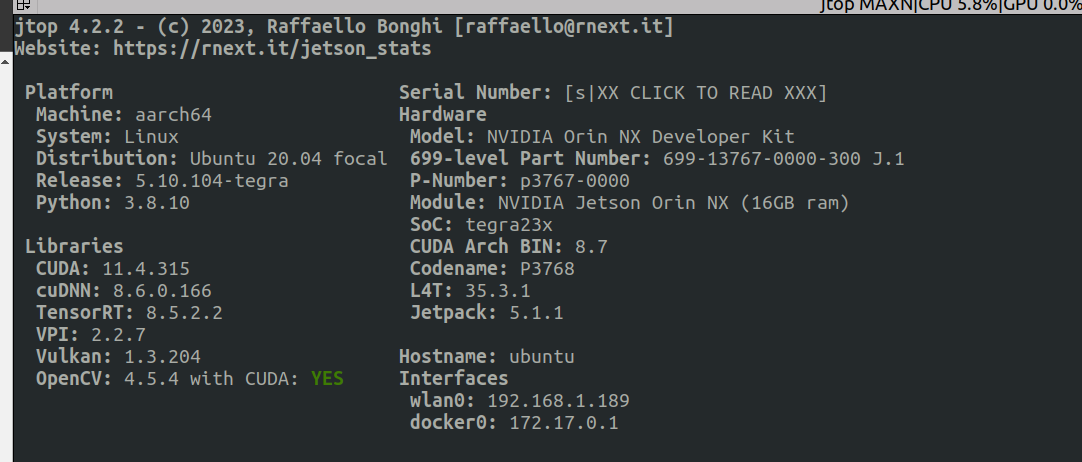 jtop MAXN|CPU 5.8%|GPU 0.0%
jtop 4.2.2 - (c) 2023, Raffaello Bonghi [raffaello@rnext.it]
Website: https://rnext.it/jetson_stats
Platform
Machine: aarch64
System: Linux
Distribution: Ubuntu 20.04 focal
Release: 5.10.104-tegra
Python: 3.8.10
Libraries
CUDA: 11.4.315
cuDNN: 8.6.0.166
TensorRT: 8.5.2.2
VPI: 2.2.7
Vulkan: 1.3.204
OpenCV: 4.5.4 with CUDA: YES
Serial Number: [s|XX CLICK TO READ XXX]
Hardware
Model: NVIDIA Orin NX Developer Kit
699-level Part Number: 699-13767-0000-300 J.1
P-Number: p3767-0000
Module: NVIDIA Jetson Orin NX (16GB ram)
SoC: tegra23x
CUDA Arch BIN: 8.7
Codename: P3768
L4T: 35.3.1
Jetpack: 5.1.1
Hostname: ubuntu
Interfaces
wlan0: 192.168.1.189
docker0: 172.17.0.1